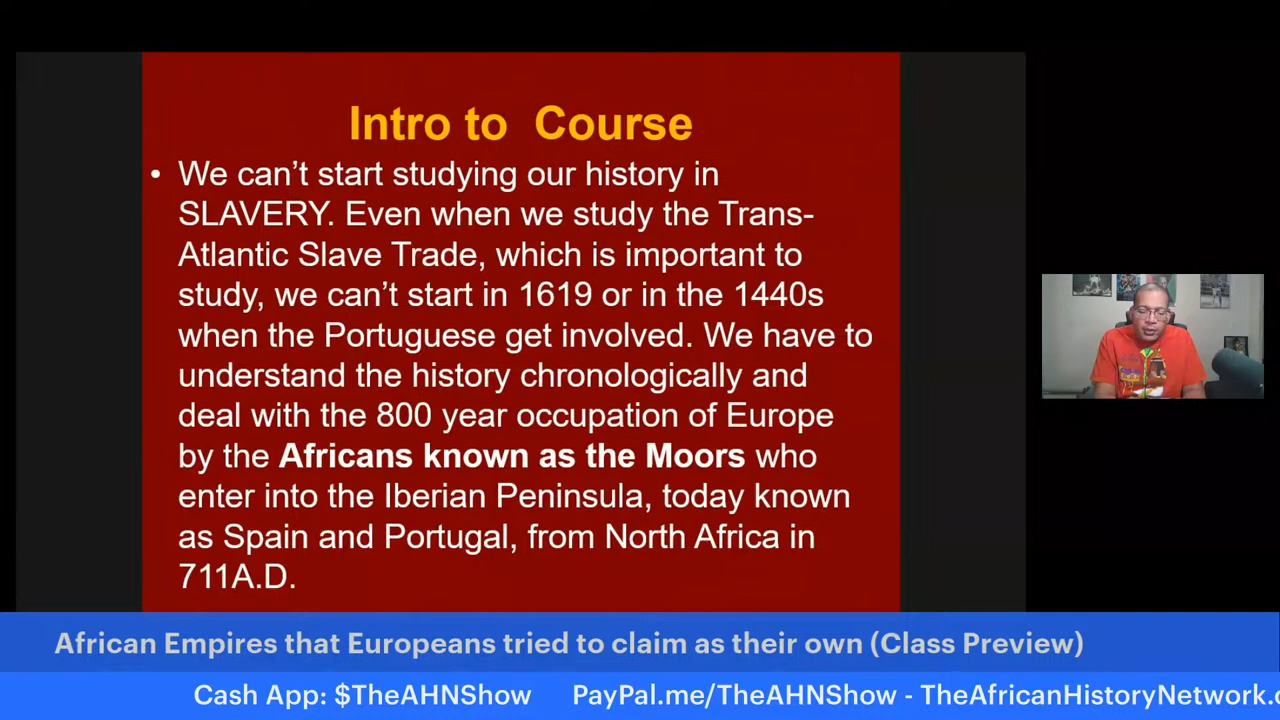 Intro to Course
• We can’t start studying our history in
SLAVERY. Even when we study the Trans-
Atlantic Slave Trade, which is important to
study, we can’t start in 1619 or in the 1440s
when the Portuguese get involved. We have to
understand the history chronologically and
deal with the 800 year occupation of Europe
by the Africans known as the Moors who
enter into the Iberian Peninsula, today known
as Spain and Portugal, from North Africa in
711A.D.
African Empires that Europeans tried to claim as their own (Class Preview)
Cash App: $TheAHNShow PayPal.me/TheAHNShow - TheAfricanHistoryNetwork.c